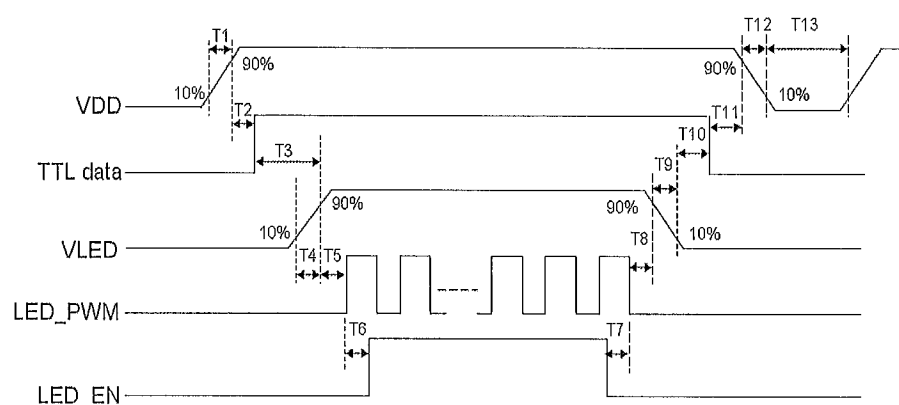 T1
T12
T13
90%
90%
10%
10%
VDD
T2
T11
T3
T10
TTL data
T9
90%
90%
10%
10%
VLED
T4
T5
T8
LED_PWM
T6
T7
LED_EN